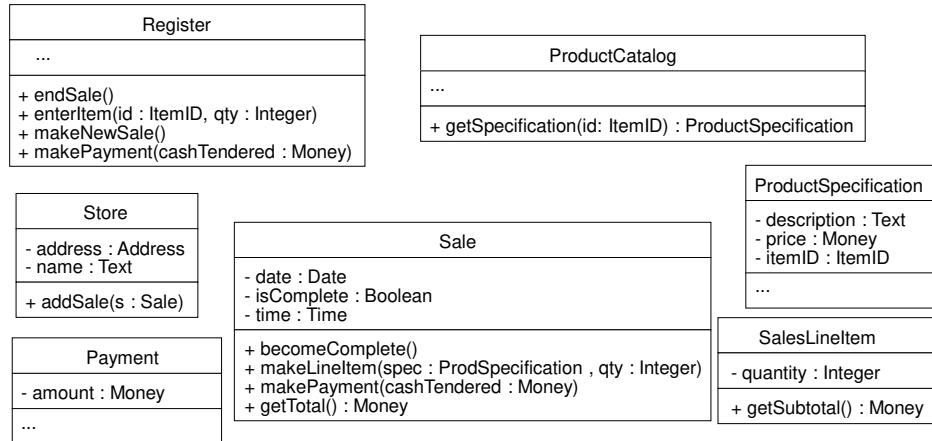 Register
...
+ endSale()
+ enterItem(id : ItemID, qty : Integer)
+ makeNewSale()
+ makePayment(cashTendered : Money)
ProductCatalog
...
+ getSpecification(id: ItemID) : ProductSpecification
Store
- address : Address
- name : Text
+ addSale(s : Sale)
Sale
- date : Date
- isComplete : Boolean
- time : Time
+ becomeComplete()
+ makeLineItem(spec : ProdSpecification , qty : Integer)
+ makePayment(cashTendered : Money)
+ getTotal() : Money
ProductSpecification
- description : Text
- price : Money
- itemID : ItemID
...
Payment
- amount : Money
...
SalesLineItem
- quantity : Integer
+ getSubtotal() : Money